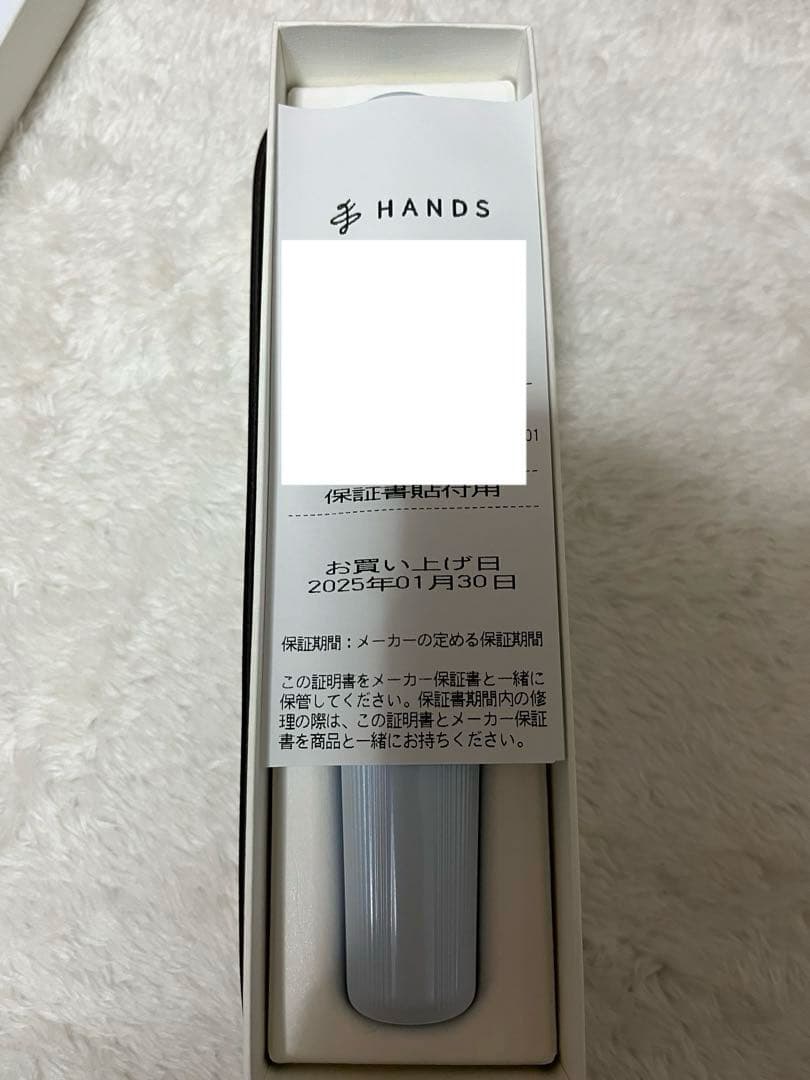 HANDS
01
保証書貼付用
お買い上げ日
2025年01月30日
保証期間：メーカーの定める保証期間
この証明書をメーカー保証書と一緒に
保管してください。保証書期間内の修
理の際は、この証明書とメーカー保証
書を商品と一緒にお持ちください。